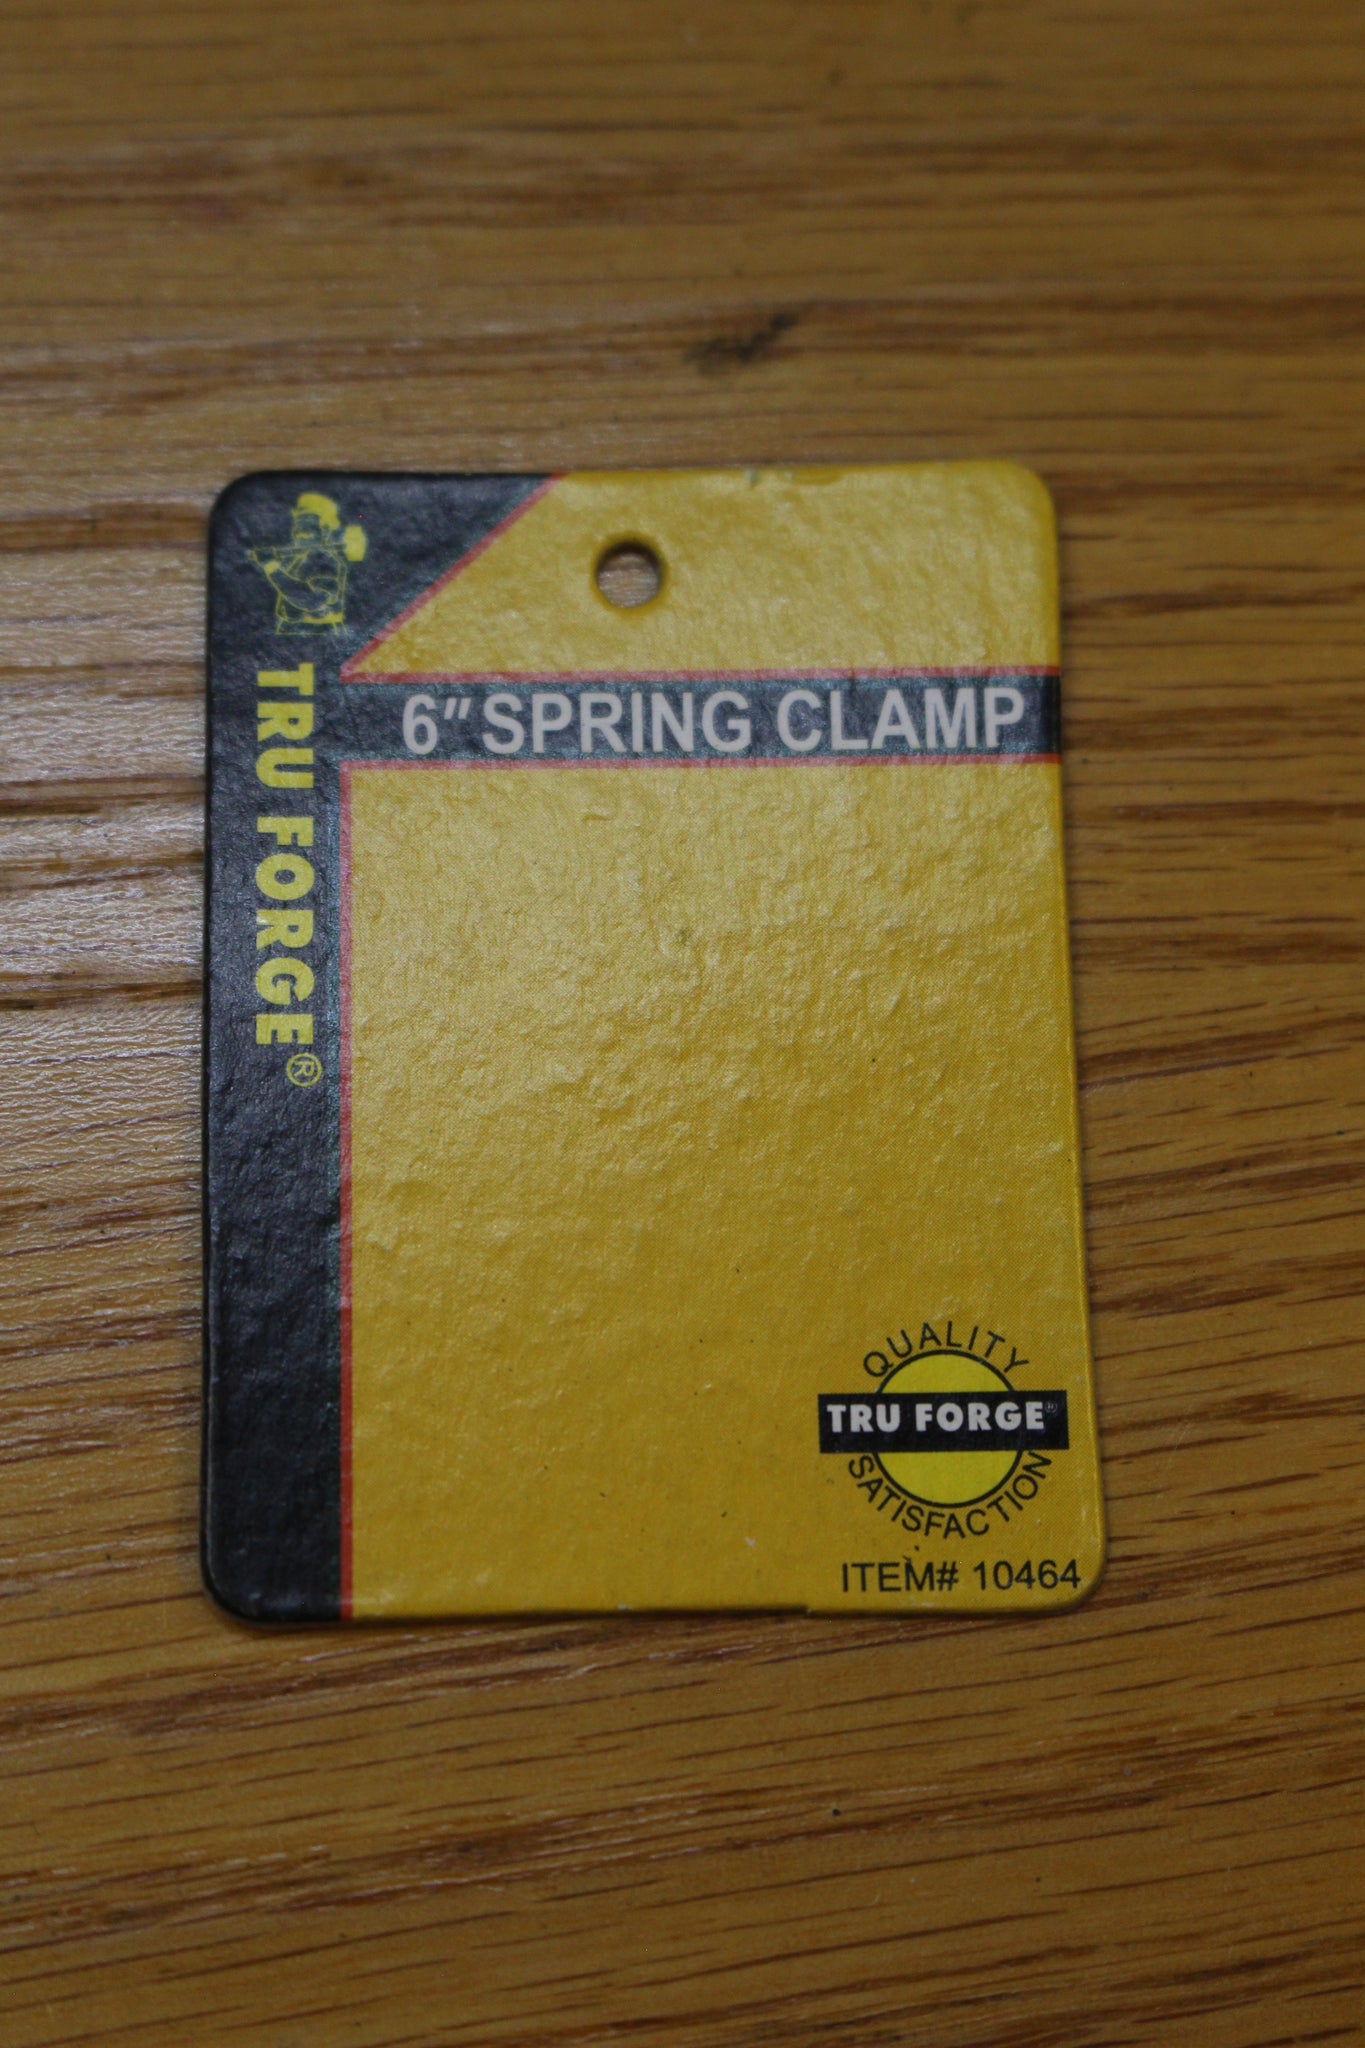 TRU FORGE®
6" SPRING CLAMP
QUALITY
TRU FORGE®
SATISFACTION
ITEM# 10464